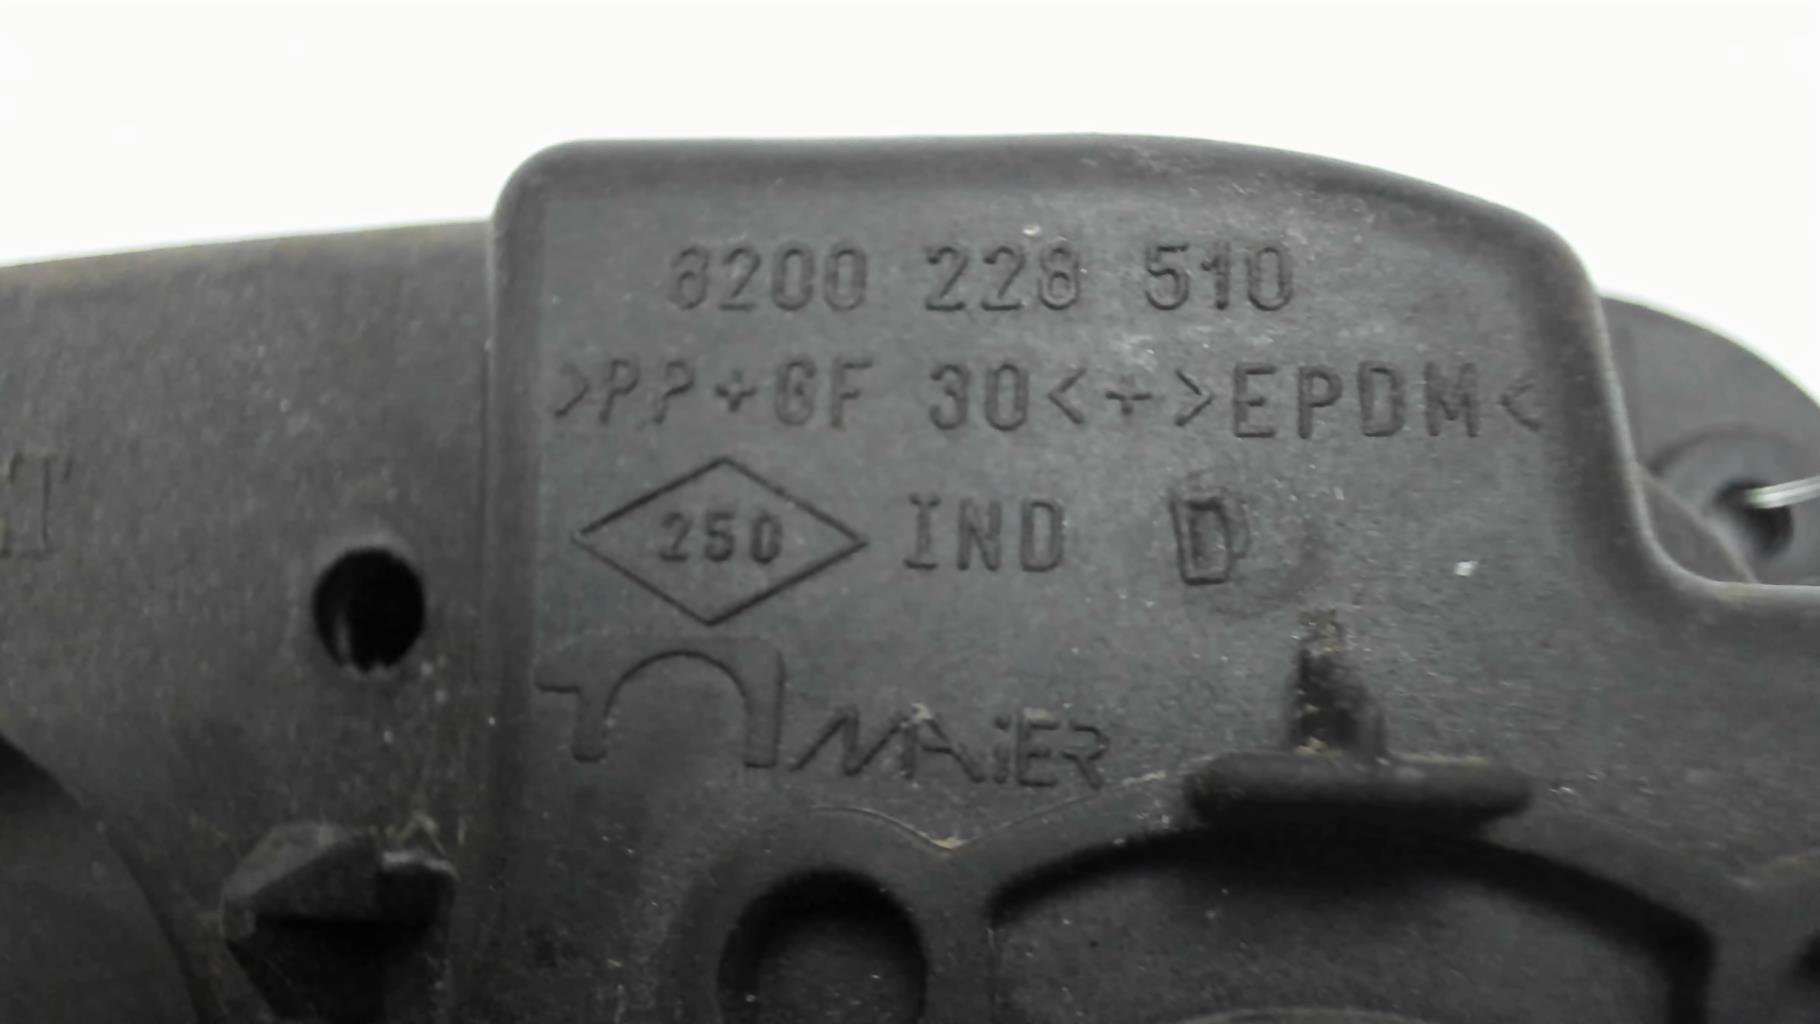 8200 228 510
>PP+GF 30<+>EPDM<
250 IND D
MAIER